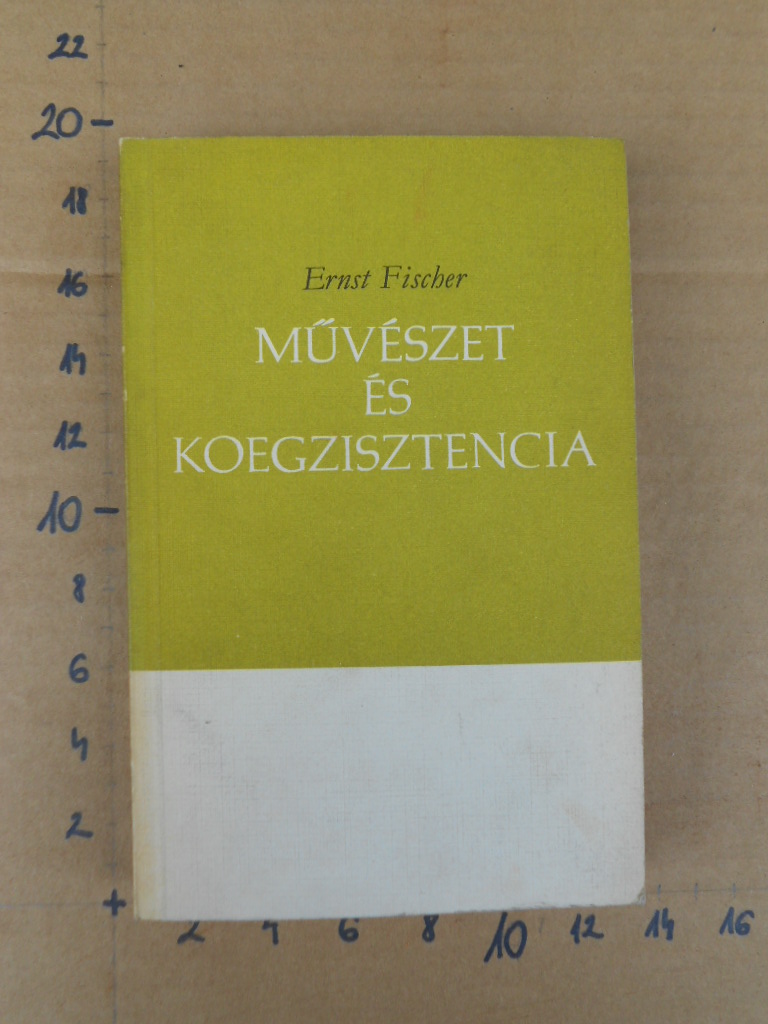 22
20
18
16
14
12
10
8
6
4
2
Ernst Fischer
MŰVÉSZET
ÉS
KOEGZISZTENCIA
2 4 6 8 10 12 14 16